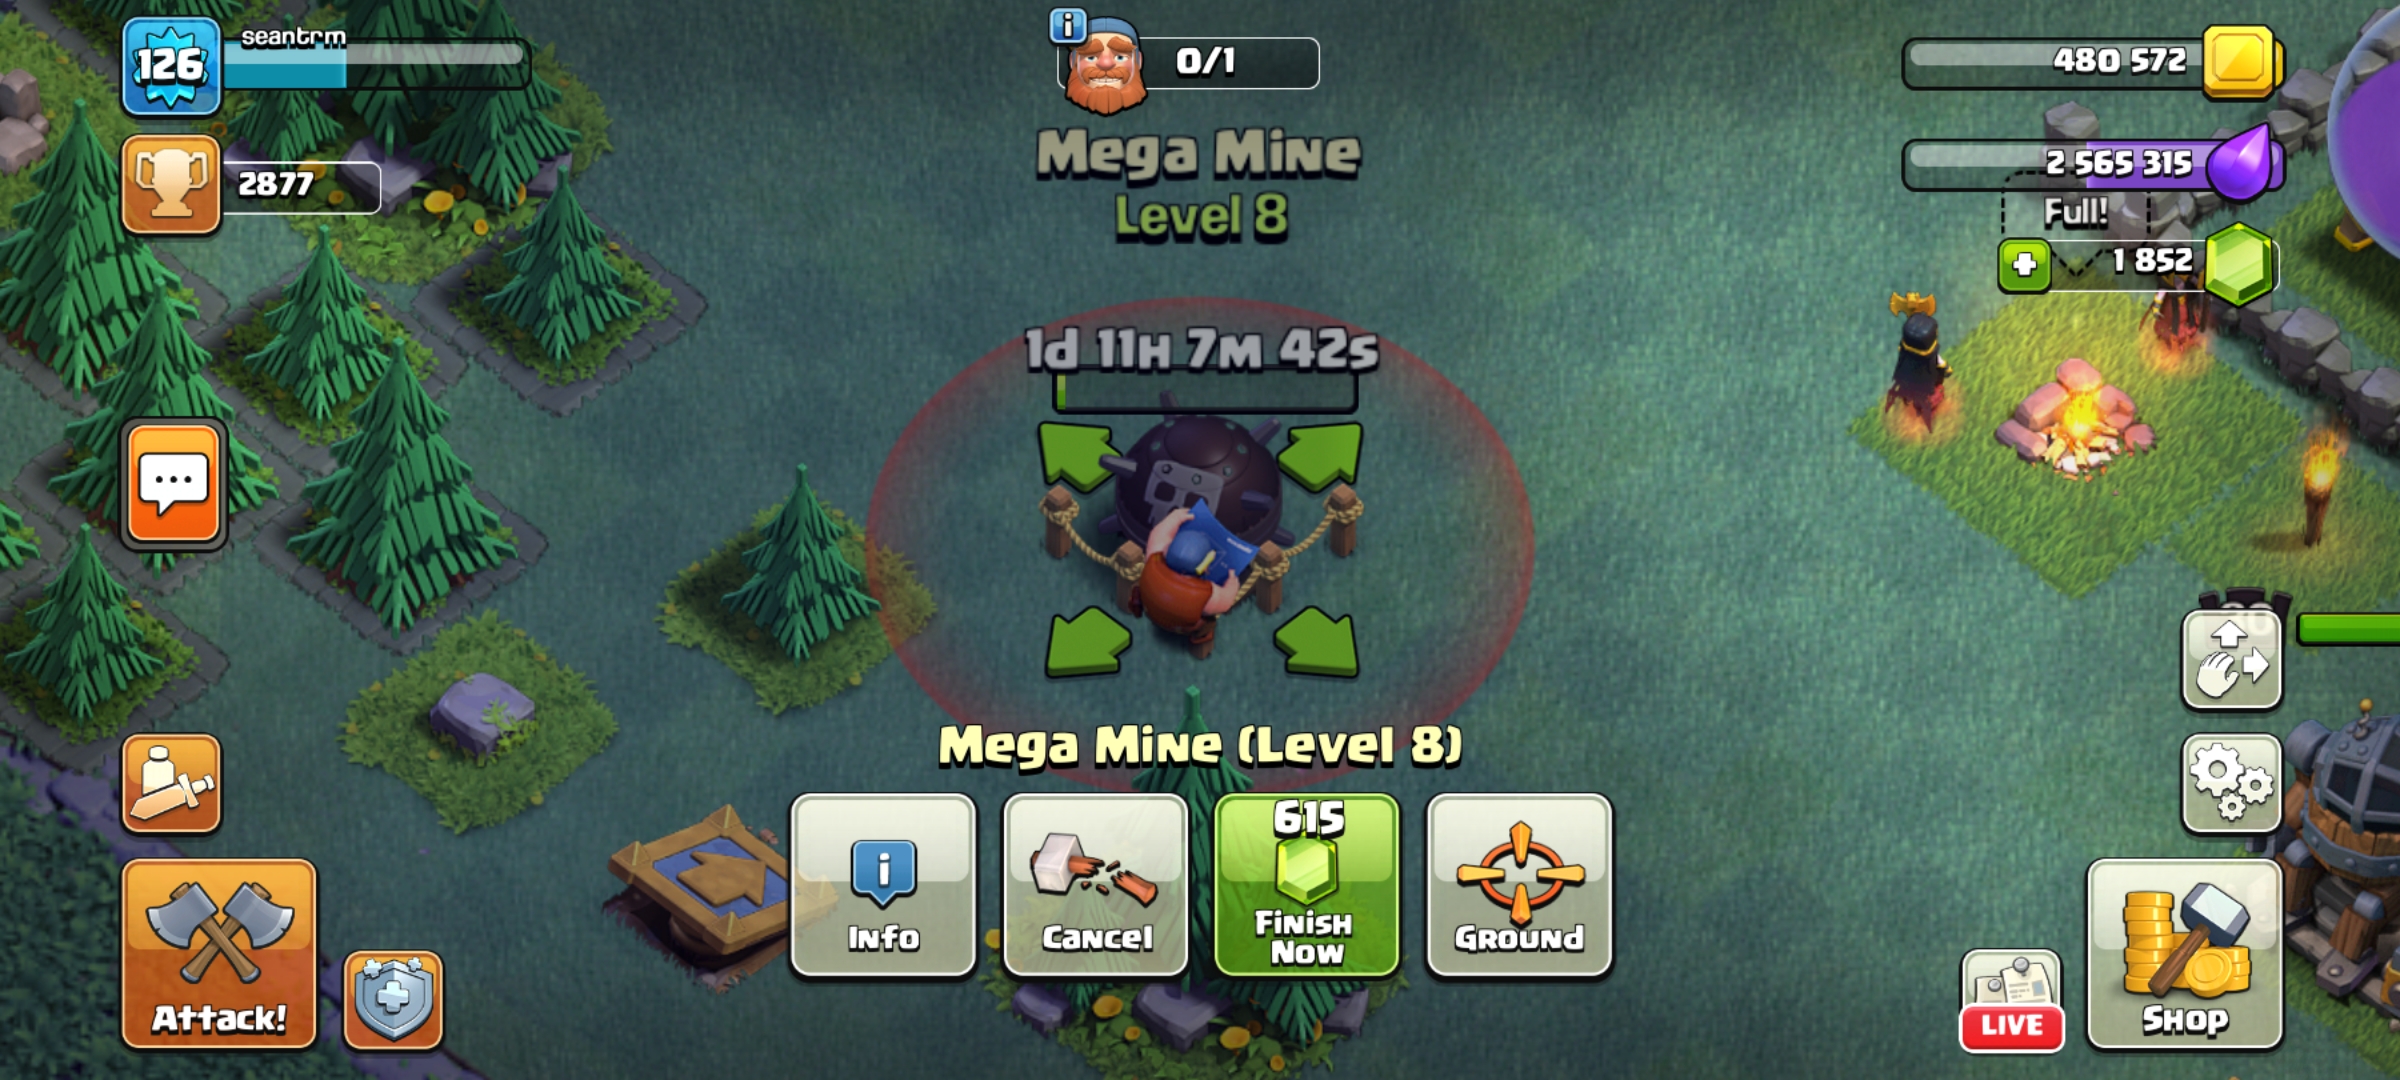 126
seantrm
0/1
480 572
Mega Mine
Level 8
2877
2 565 315
Full!
1 852
1d 11H 7M 42s
Mega Mine (Level 8)
615
Info
Cancel
Finish
Now
Ground
Attack!
LIVE
Shop